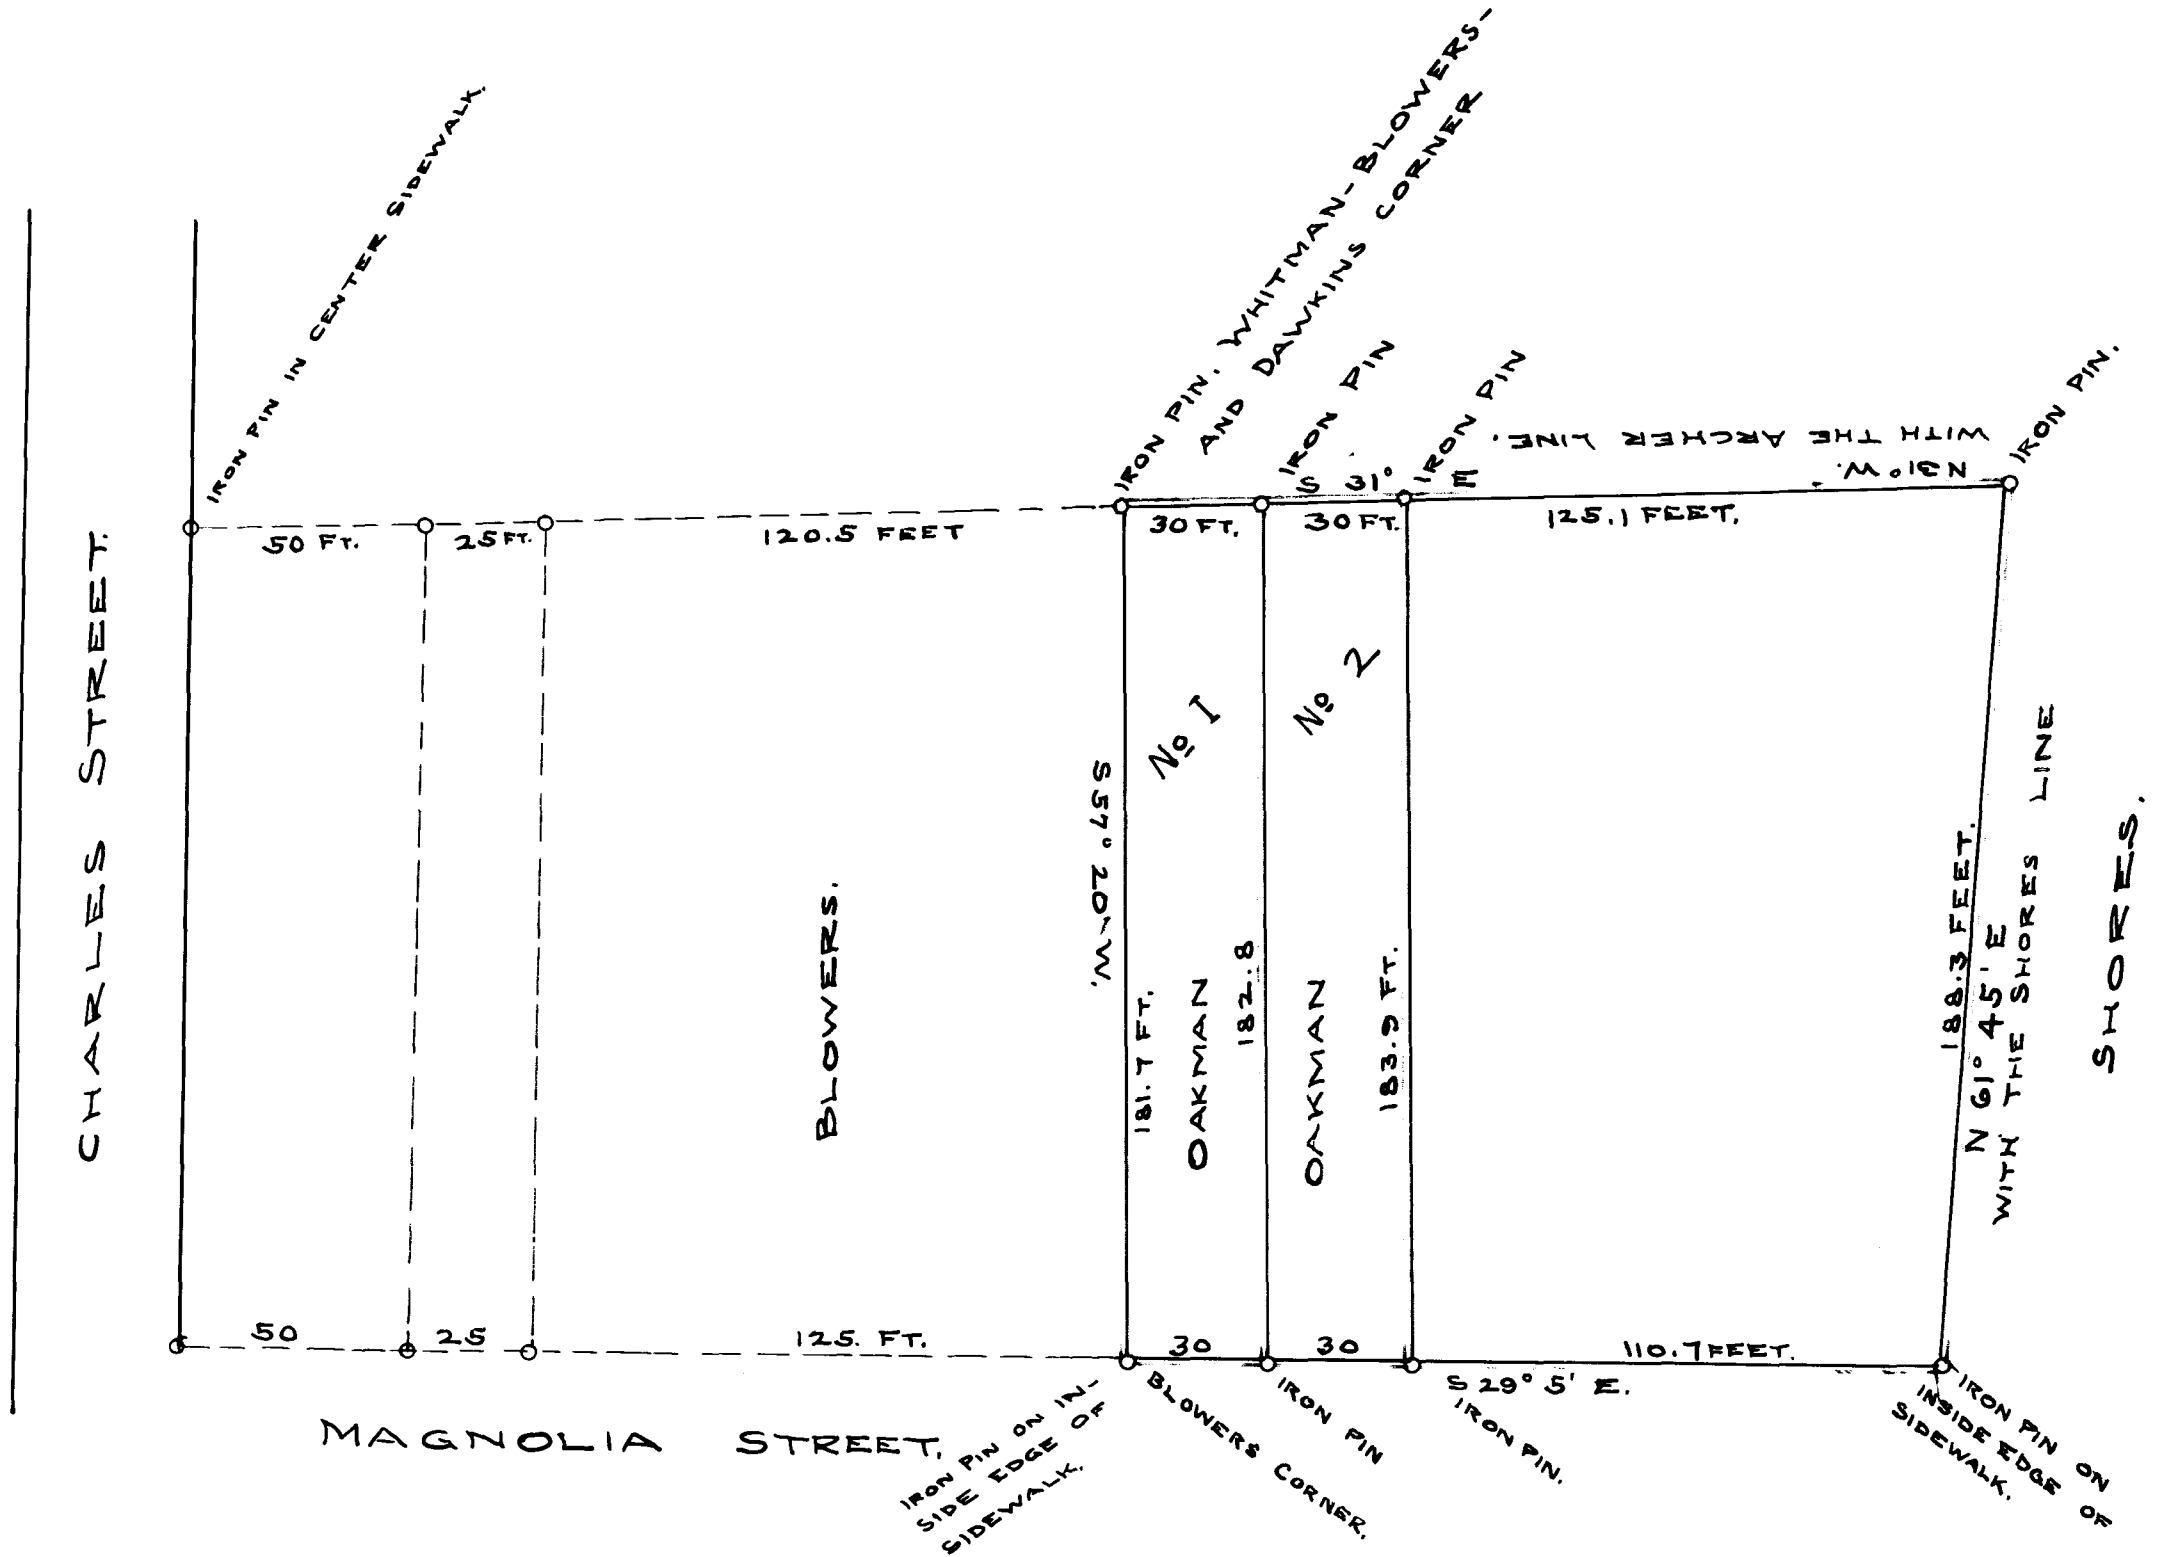 IRON PIN IN CENTER SIDEWALK.
IRON PIN. WHITMAN-BLOWERS-
AND DAWKINS CORNER
IRON PIN
IRON PIN
IRON PIN.
WITH THE ARCHER LINE.
N 31° W.
S 31° E
50 FT.
25 FT.
120.5 FEET
30 FT.
30 FT.
125.1 FEET.
CHARLES STREET.
BLOWERS.
S 57° 20' W.
No 1
181.7 FT.
OAKMAN
182.8
No 2
OAKMAN
183.9 FT.
188.3 FEET.
N 61° 45' E
WITH THE SHORES LINE
SHORES.
50
25
125. FT.
30
30
110.7 FEET.
S 29° 5' E.
MAGNOLIA STREET.
IRON PIN ON IN-
SIDE EDGE OF
SIDEWALK.
BLOWERS CORNER.
IRON PIN
IRON PIN.
IRON PIN ON
INSIDE EDGE OF
SIDEWALK.